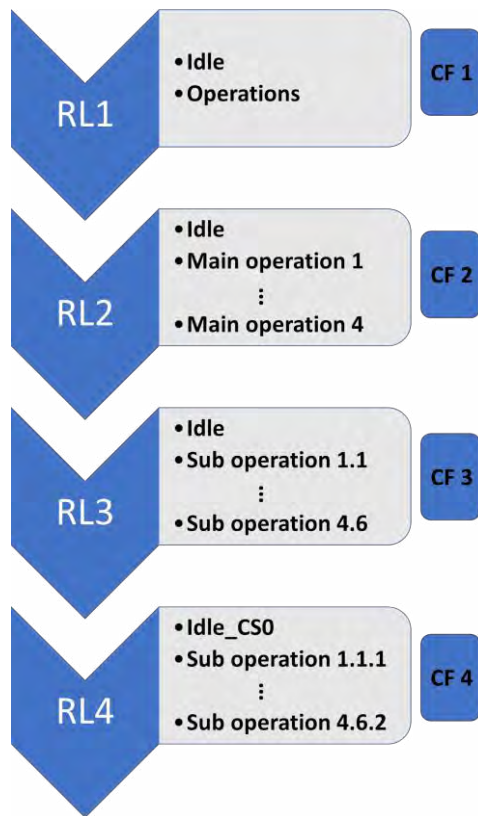 RL1
•Idle
•Operations
CF 1
RL2
•Idle
•Main operation 1
⋮
•Main operation 4
CF 2
RL3
•Idle
•Sub operation 1.1
⋮
•Sub operation 4.6
CF 3
RL4
•Idle_CS0
•Sub operation 1.1.1
⋮
•Sub operation 4.6.2
CF 4